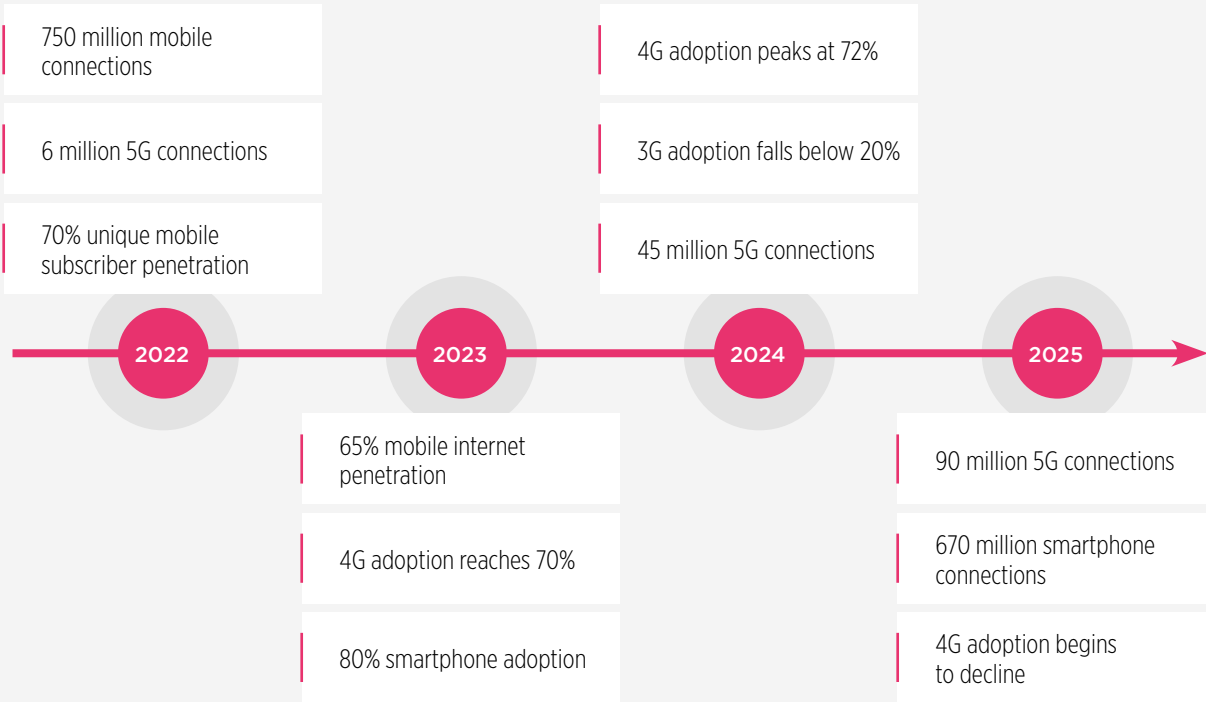 750 million mobile
connections
6 million 5G connections
70% unique mobile
subscriber penetration
2022
65% mobile internet
penetration
4G adoption reaches 70%
80% smartphone adoption
2023
4G adoption peaks at 72%
3G adoption falls below 20%
45 million 5G connections
2024
2025
90 million 5G connections
670 million smartphone
connections
4G adoption begins
to decline